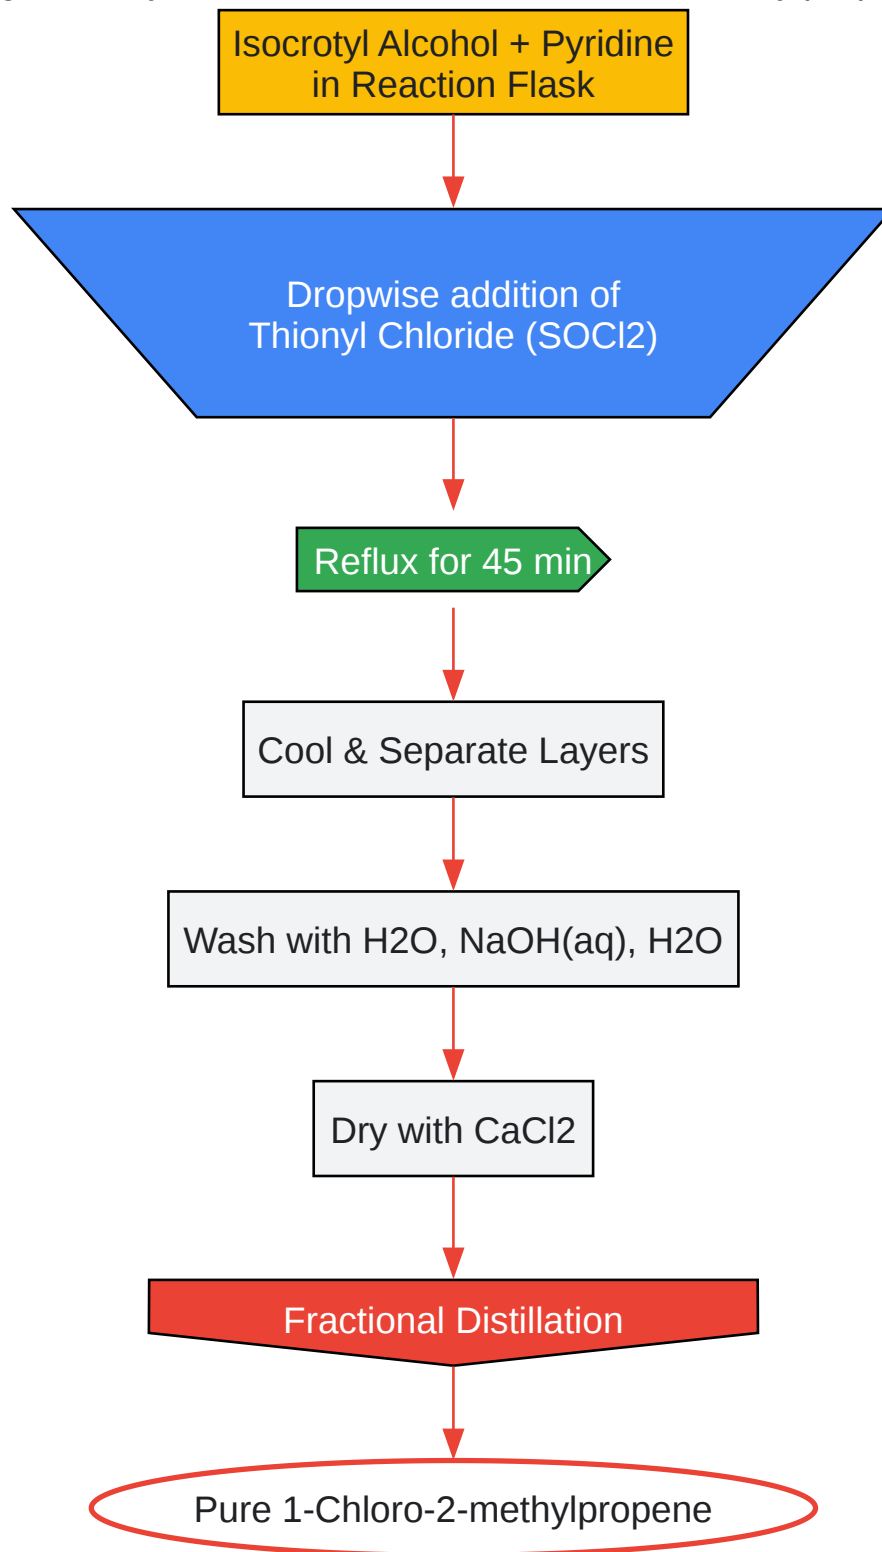 Isocrotyl Alcohol + Pyridine
in Reaction Flask
Dropwise addition of
Thionyl Chloride (SOCl2)
Reflux for 45 min
Cool & Separate Layers
Wash with H2O, NaOH(aq), H2O
Dry with CaCl2
Fractional Distillation
Pure 1-Chloro-2-methylpropene